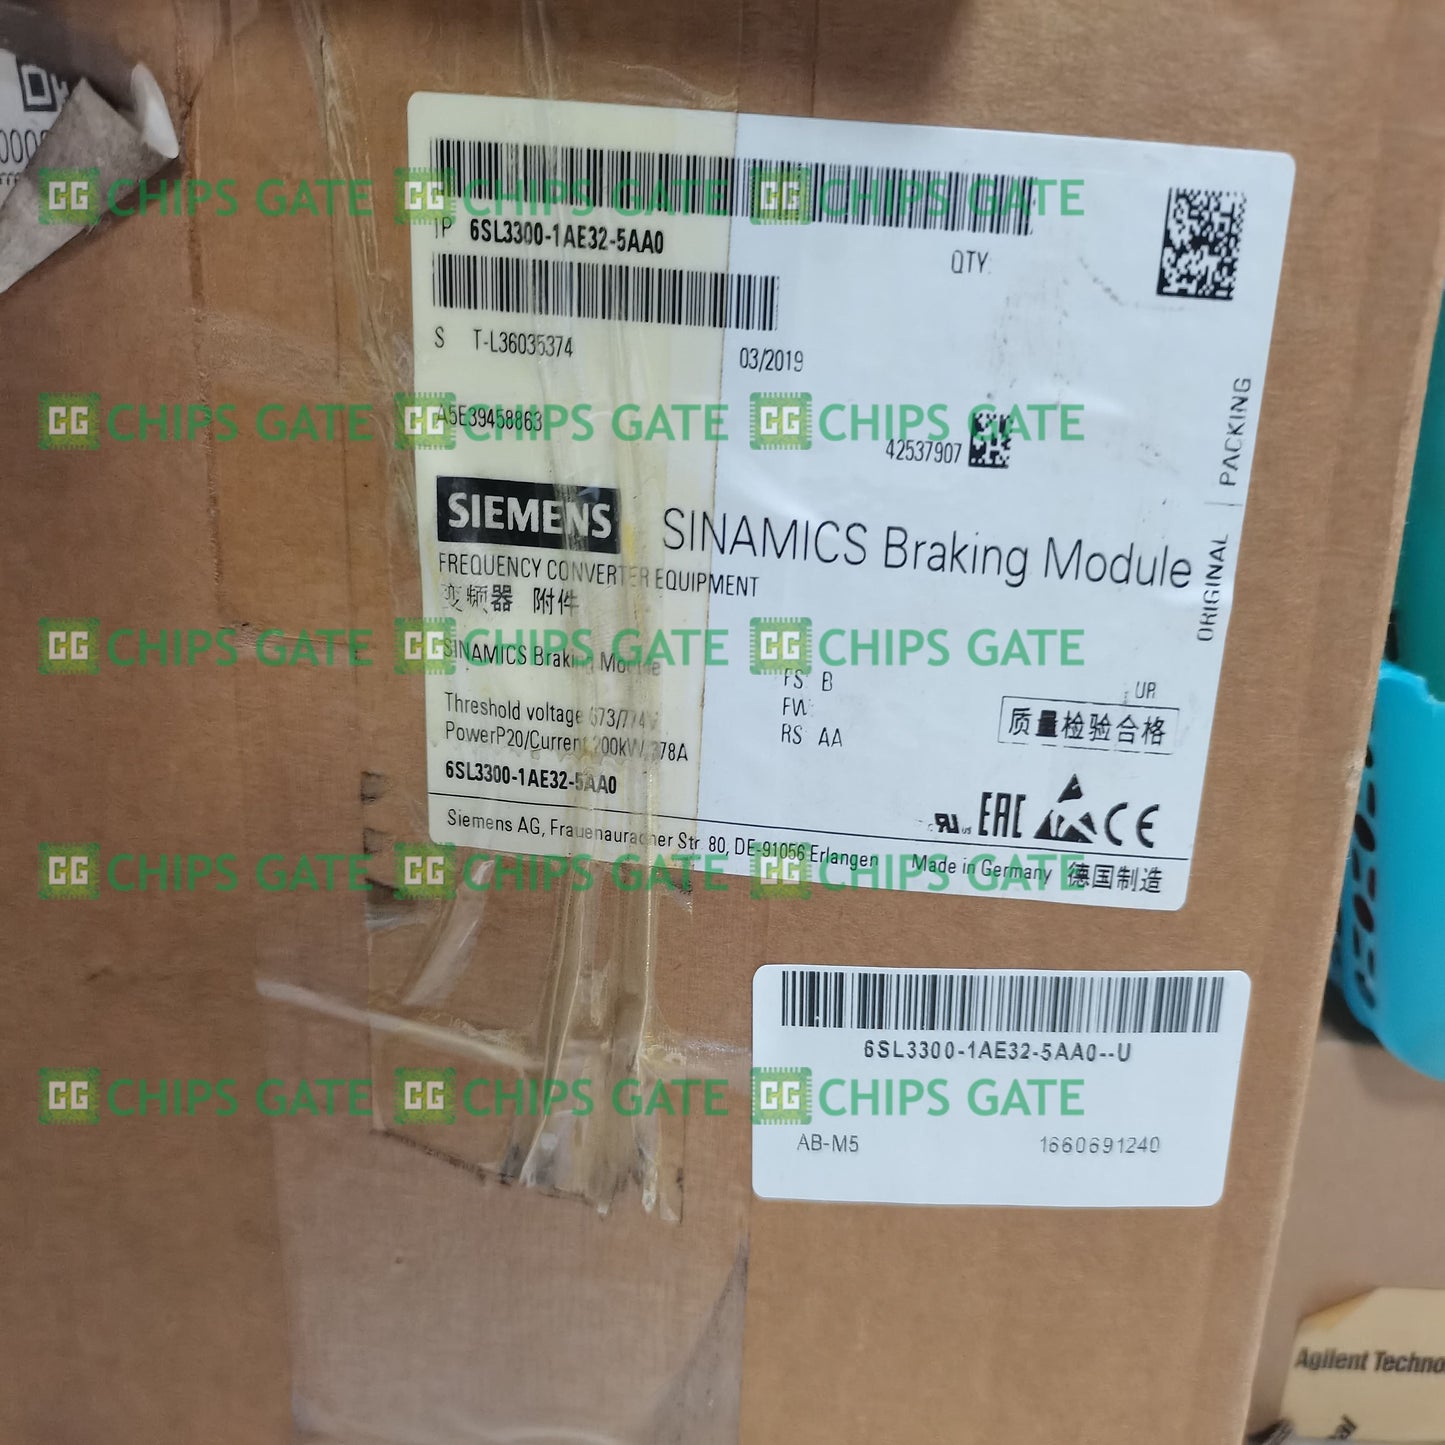 1P 6SL3300-1AE32-5AA0
QTY:
S T-L36035374
03/2019
A5E39458863
42537907
ORIGINAL | PACKING
SIEMENS
SINAMICS Braking Module
FREQUENCY CONVERTER EQUIPMENT
变频器 附件
SINAMICS Braking Module
Threshold voltage 673/774V
PowerP20/Current 200kW, 378A
6SL3300-1AE32-5AA0
FS B
FW:
RS AA
UR
质量检验合格
c UR us EAC CE
Siemens AG, Frauenauracher Str. 80, DE-91056 Erlangen Made in Germany 德国制造
6SL3300-1AE32-5AA0--U
AB-M5 1660691240
Agilent Techno
CG CHIPS GATE CG CHIPS GATE CG CHIPS GATE
CG CHIPS GATE CG CHIPS GATE CG CHIPS GATE
CG CHIPS GATE CG CHIPS GATE CG CHIPS GATE
CG CHIPS GATE CG CHIPS GATE CG CHIPS GATE
CG CHIPS GATE CG CHIPS GATE CG CHIPS GATE